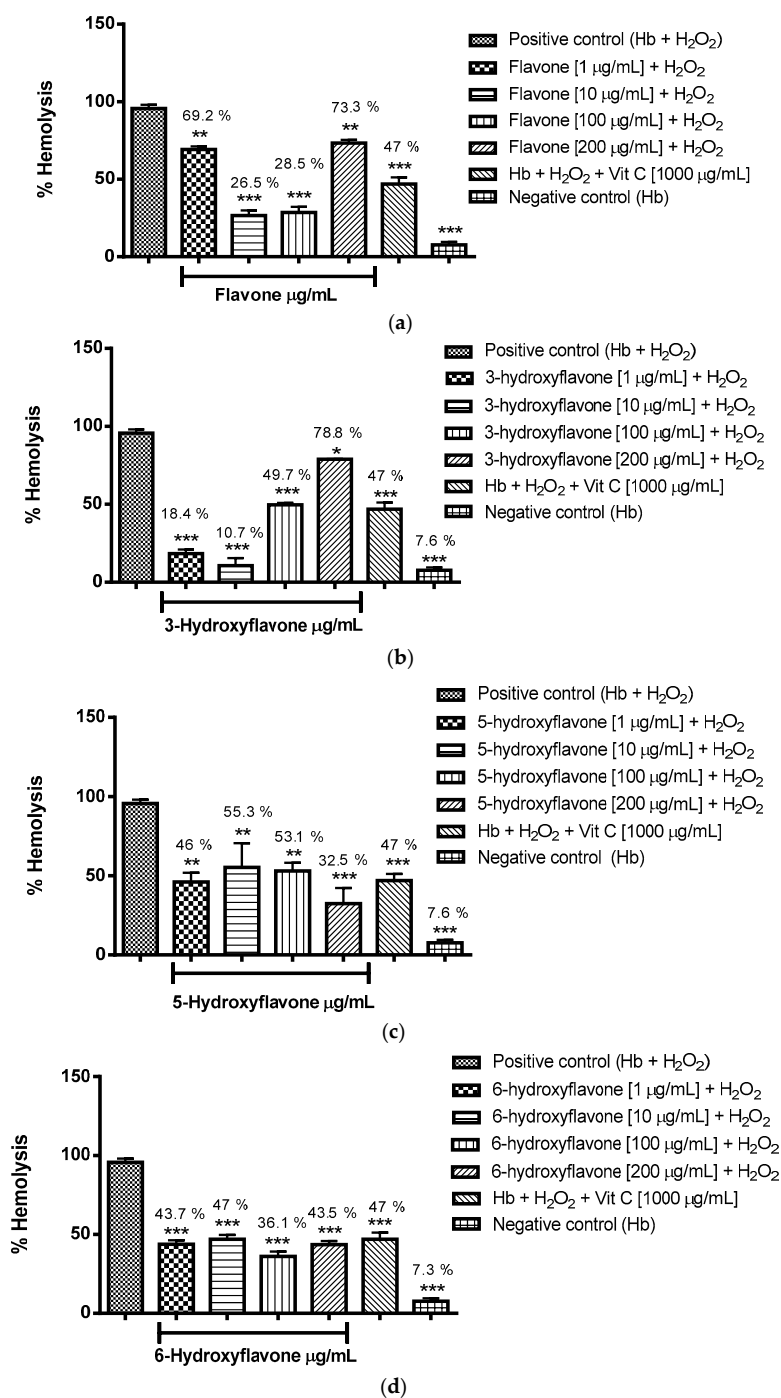 150
100
50
0
% Hemolysis
69.2 %
**
26.5 %
***
28.5 %
***
73.3 %
**
47 %
***
***
Flavone μg/mL
Positive control (Hb + H₂O₂)
Flavone [1 μg/mL] + H₂O₂
Flavone [10 μg/mL] + H₂O₂
Flavone [100 μg/mL] + H₂O₂
Flavone [200 μg/mL] + H₂O₂
Hb + H₂O₂ + Vit C [1000 μg/mL]
Negative control (Hb)
(a)
150
100
50
0
% Hemolysis
18.4 %
***
10.7 %
***
49.7 %
***
78.8 %
*
47 %
***
7.6 %
***
3-Hydroxyflavone μg/mL
Positive control (Hb + H₂O₂)
3-hydroxyflavone [1 μg/mL] + H₂O₂
3-hydroxyflavone [10 μg/mL] + H₂O₂
3-hydroxyflavone [100 μg/mL] + H₂O₂
3-hydroxyflavone [200 μg/mL] + H₂O₂
Hb + H₂O₂ + Vit C [1000 μg/mL]
Negative control (Hb)
(b)
150
100
50
0
% Hemolysis
46 %
**
55.3 %
**
53.1 %
**
32.5 %
***
47 %
***
7.6 %
***
5-Hydroxyflavone μg/mL
Positive control (Hb + H₂O₂)
5-hydroxyflavone [1 μg/mL] + H₂O₂
5-hydroxyflavone [10 μg/mL] + H₂O₂
5-hydroxyflavone [100 μg/mL] + H₂O₂
5-hydroxyflavone [200 μg/mL] + H₂O₂
Hb + H₂O₂ + Vit C [1000 μg/mL]
Negative control (Hb)
(c)
150
100
50
0
% Hemolysis
43.7 %
***
47 %
***
36.1 %
***
43.5 %
***
47 %
***
7.3 %
***
6-Hydroxyflavone μg/mL
Positive control (Hb + H₂O₂)
6-hydroxyflavone [1 μg/mL] + H₂O₂
6-hydroxyflavone [10 μg/mL] + H₂O₂
6-hydroxyflavone [100 μg/mL] + H₂O₂
6-hydroxyflavone [200 μg/mL] + H₂O₂
Hb + H₂O₂ + Vit C [1000 μg/mL]
Negative control (Hb)
(d)